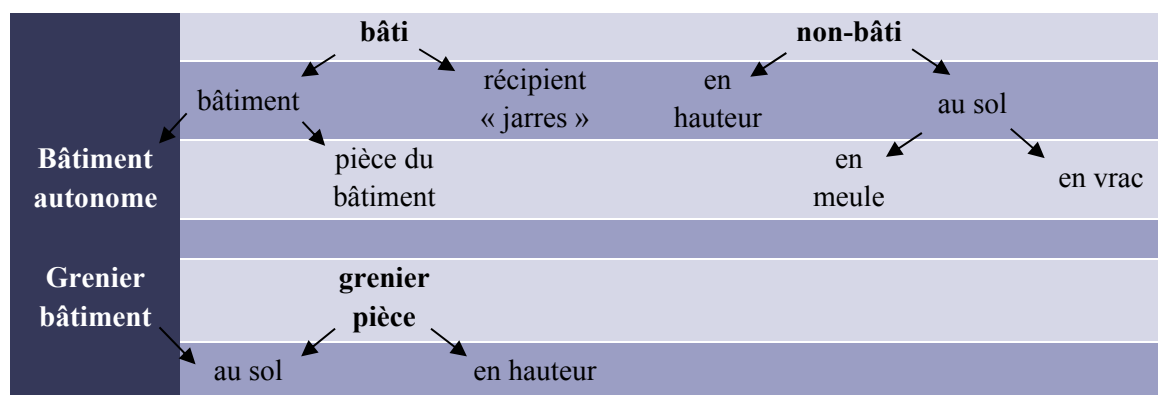 bâti non-bâti
bâtiment récipient « jarres » en hauteur au sol
Bâtiment autonome pièce du bâtiment en meule en vrac
Grenier bâtiment grenier pièce
au sol en hauteur